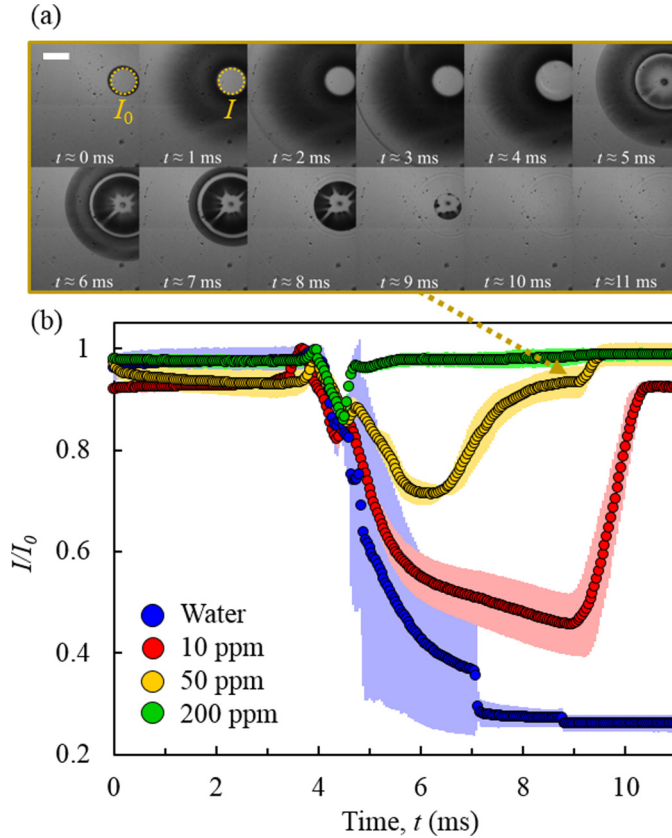 (a)
I₀
I
t ≈ 0 ms
t ≈ 1 ms
t ≈ 2 ms
t ≈ 3 ms
t ≈ 4 ms
t ≈ 5 ms
t ≈ 6 ms
t ≈ 7 ms
t ≈ 8 ms
t ≈ 9 ms
t ≈ 10 ms
t ≈ 11 ms
(b)
1
0.8
0.6
0.4
0.2
I/I₀
Water
10 ppm
50 ppm
200 ppm
0
2
4
6
8
10
Time, t (ms)